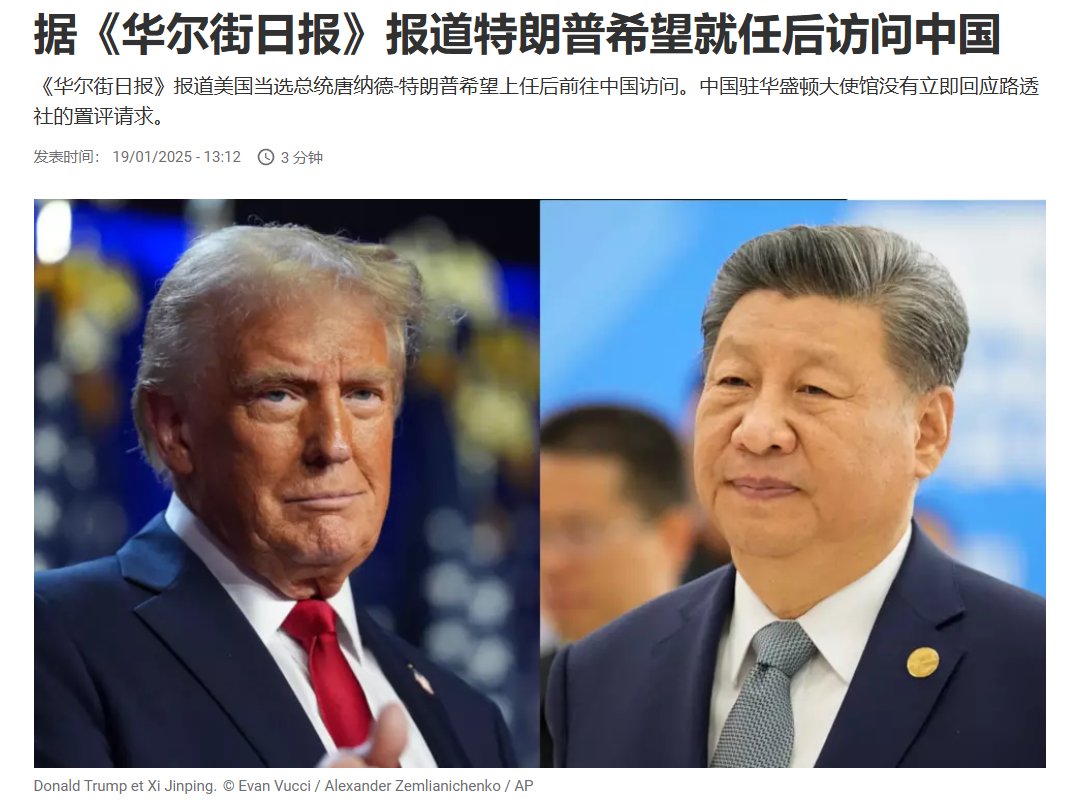 据《华尔街日报》报道特朗普希望就任后访问中国
《华尔街日报》报道美国当选总统唐纳德-特朗普希望上任后前往中国访问。中国驻华盛顿大使馆没有立即回应路透
社的置评请求。
发表时间： 19/01/2025 - 13:12 3 分钟
Donald Trump et Xi Jinping. © Evan Vucci / Alexander Zemlianichenko / AP